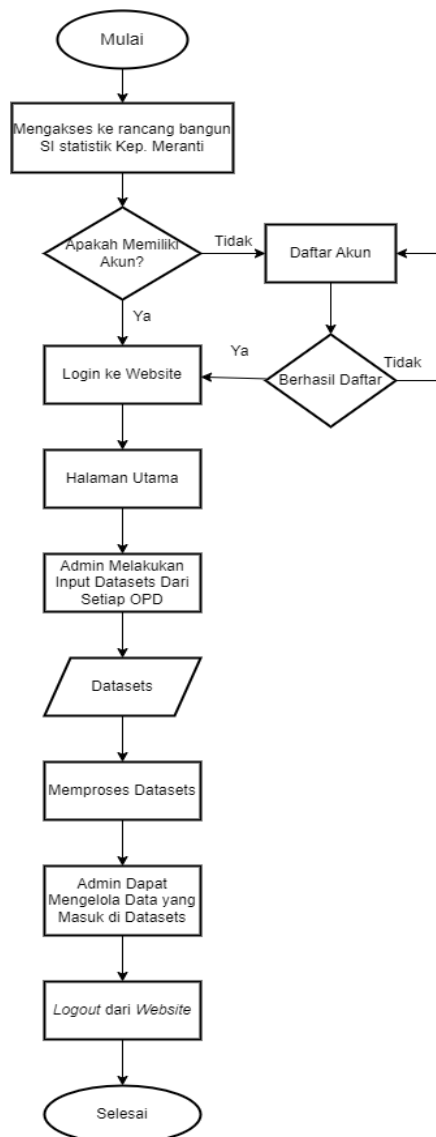 Mulai
Mengakses ke rancang bangun
SI statistik Kep. Meranti
Apakah Memiliki
Akun?
Tidak
Daftar Akun
Ya
Login ke Website
Ya
Berhasil Daftar
Tidak
Halaman Utama
Admin Melakukan
Input Datasets Dari
Setiap OPD
Datasets
Memproses Datasets
Admin Dapat
Mengelola Data yang
Masuk di Datasets
Logout dari Website
Selesai